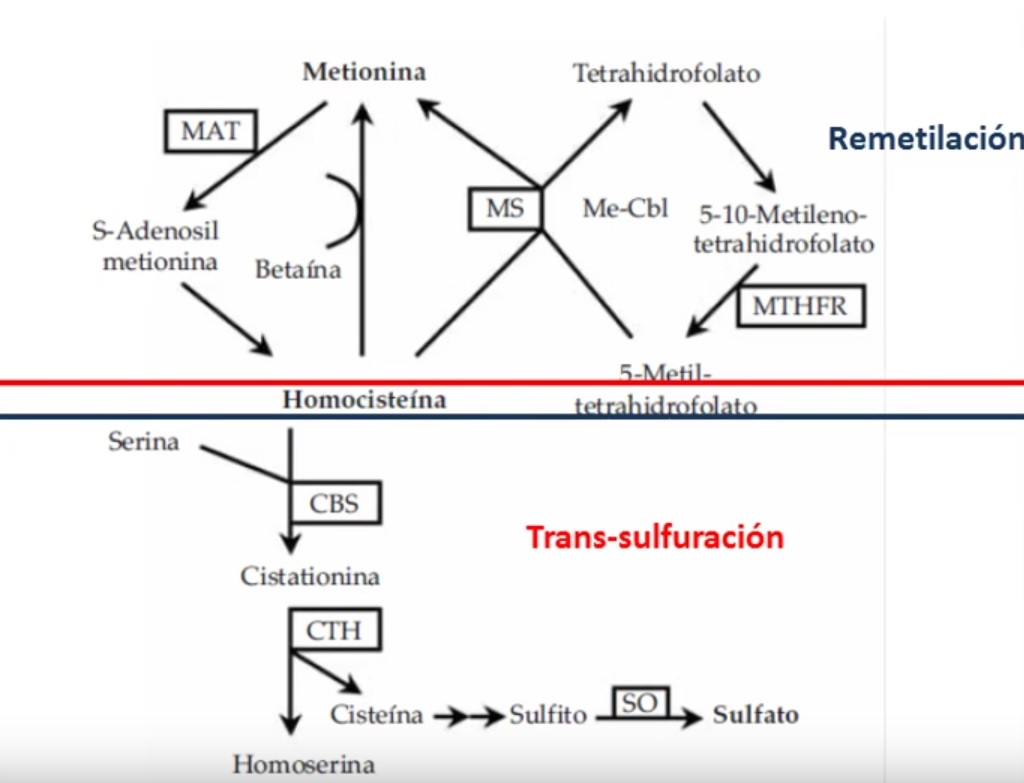 Metionina
Tetrahidrofolato
MAT
Remetilación
MS
Me-Cbl
5-10-Metileno-
tetrahidrofolato
S-Adenosil
metionina
Betaína
MTHFR
5-Metil-
tetrahidrofolato
Homocisteína
Serina
CBS
Trans-sulfuración
Cistationina
CTH
Cisteína
Sulfito
SO
Sulfato
Homoserina